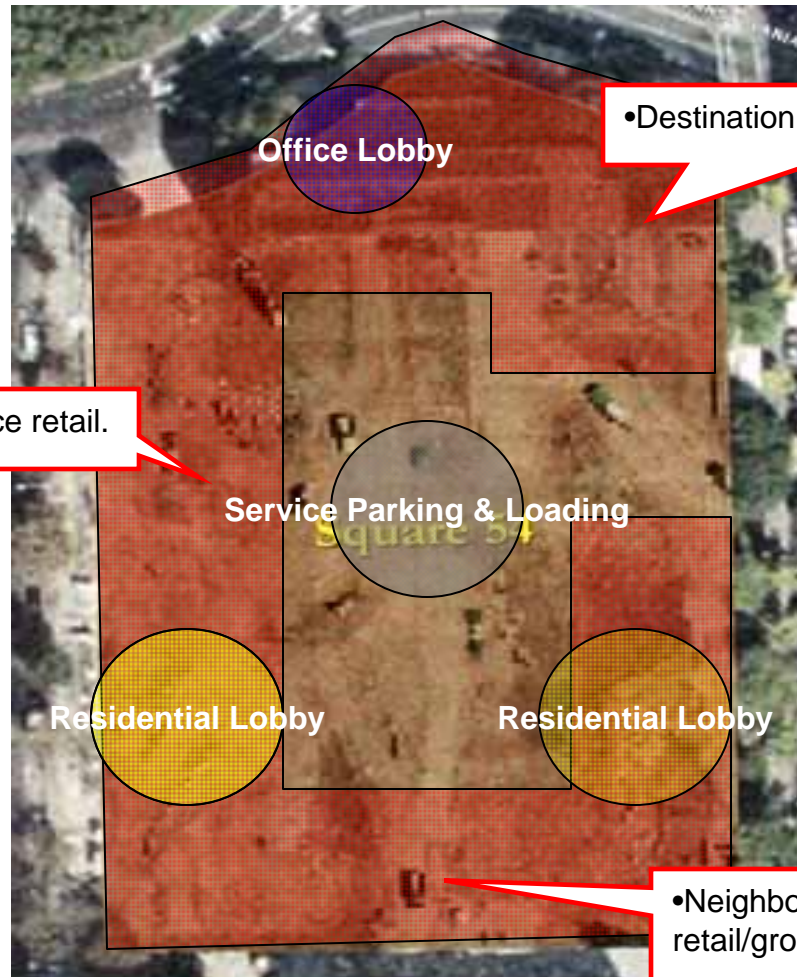 Office Lobby
•Destination
ce retail.
Service Parking & Loading
Square 54
Residential Lobby
Residential Lobby
•Neighbo
retail/gro